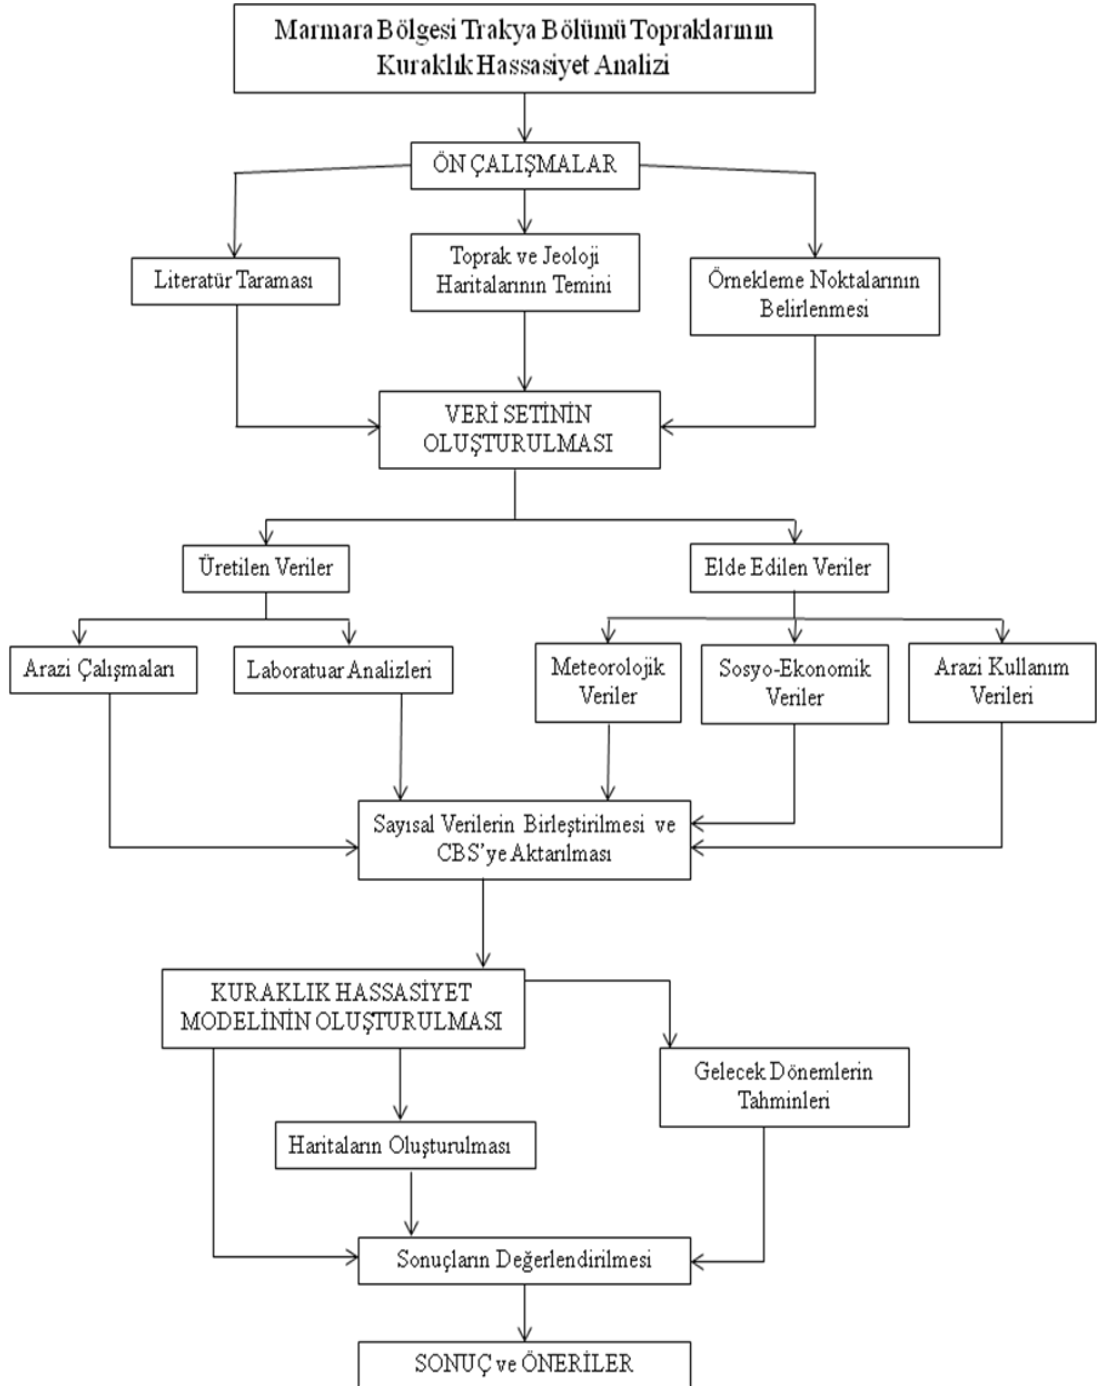 Marmara Bölgesi Trakya Bölümü Topraklarının
Kuraklık Hassasiyet Analizi
ÖN ÇALIŞMALAR
Literatür Taraması
Toprak ve Jeoloji
Haritalarının Temini
Örnekleme Noktalarının
Belirlenmesi
VERİ SETİNİN
OLUŞTURULMASI
Üretilen Veriler
Elde Edilen Veriler
Arazi Çalışmaları
Laboratuar Analizleri
Meteorolojik
Veriler
Sosyo-Ekonomik
Veriler
Arazi Kullanım
Verileri
Sayısal Verilerin Birleştirilmesi ve
CBS'ye Aktarılması
KURAKLIK HASSASİYET
MODELİNİN OLUŞTURULMASI
Gelecek Dönemlerin
Tahminleri
Haritaların Oluşturulması
Sonuçların Değerlendirilmesi
SONUÇ ve ÖNERİLER